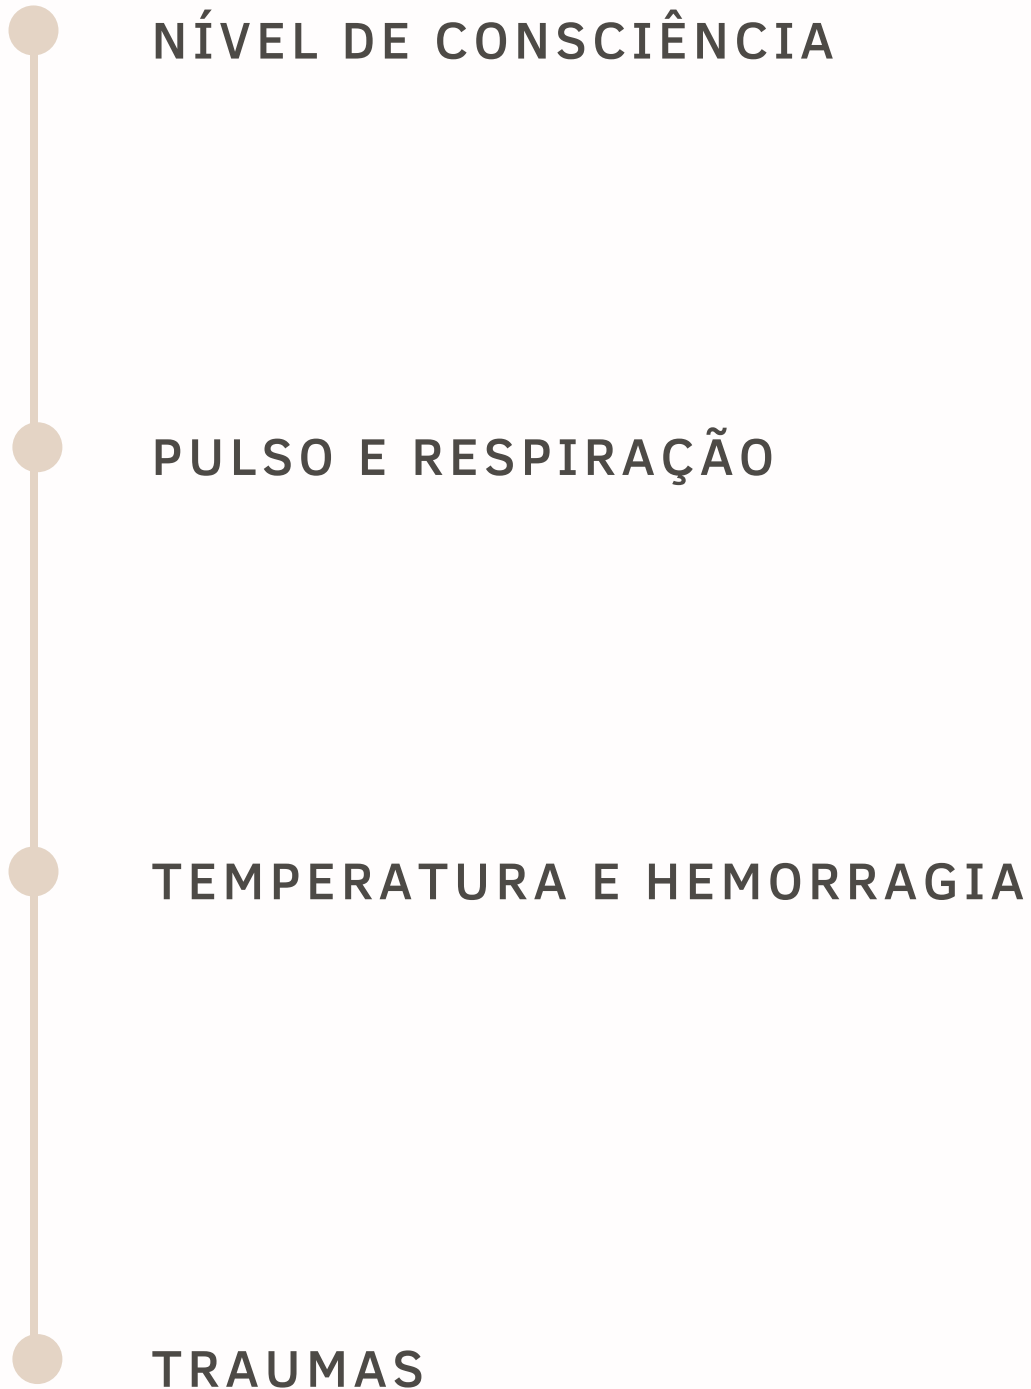 NÍVEL DE CONSCIÊNCIA
PULSO E RESPIRAÇÃO
TEMPERATURA E HEMORRAGIA
TRAUMAS